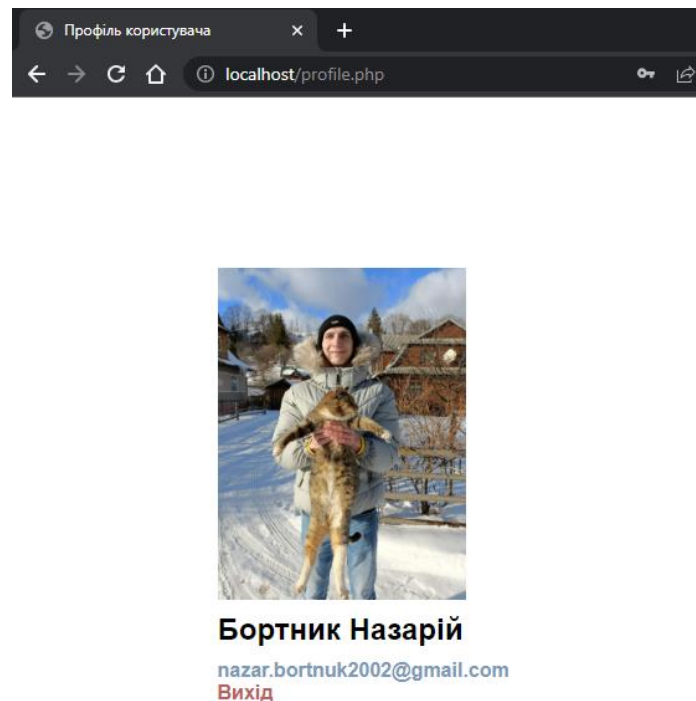 Профіль користувача
localhost/profile.php
Бортник Назарій
nazar.bortnuk2002@gmail.com
Вихід